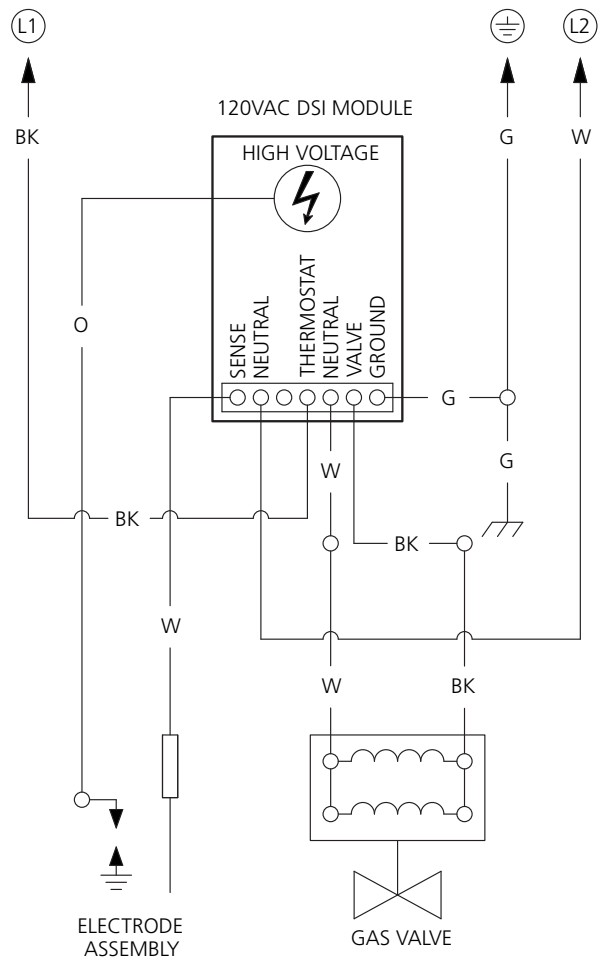 L1
L2
BK
G
W
120VAC DSI MODULE
HIGH VOLTAGE
O
SENSE
NEUTRAL
THERMOSTAT
NEUTRAL
VALVE
GROUND
G
G
W
BK
BK
W
W
BK
ELECTRODE
ASSEMBLY
GAS VALVE